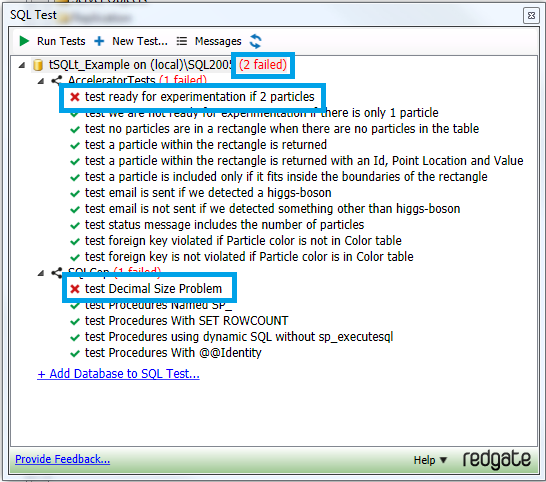 SQL Test
Run Tests New Test... Messages
tSQLt_Example on (local)\SQL2005 (2 failed)
AcceleratorTests (1 failed)
test ready for experimentation if 2 particles
test we are not ready for experimentation if there is only 1 particle
test no particles are in a rectangle when there are no particles in the table
test a particle within the rectangle is returned
test a particle within the rectangle is returned with an Id, Point Location and Value
test a particle is included only if it fits inside the boundaries of the rectangle
test email is sent if we detected a higgs-boson
test email is not sent if we detected something other than higgs-boson
test status message includes the number of particles
test foreign key violated if Particle color is not in Color table
test foreign key is not violated if Particle color is in Color table
SQLCop (1 failed)
test Decimal Size Problem
test Procedures Named SP_
test Procedures With SET ROWCOUNT
test Procedures using dynamic SQL without sp_executesql
test Procedures With @@Identity
+ Add Database to SQL Test...
Provide Feedback... Help redgate